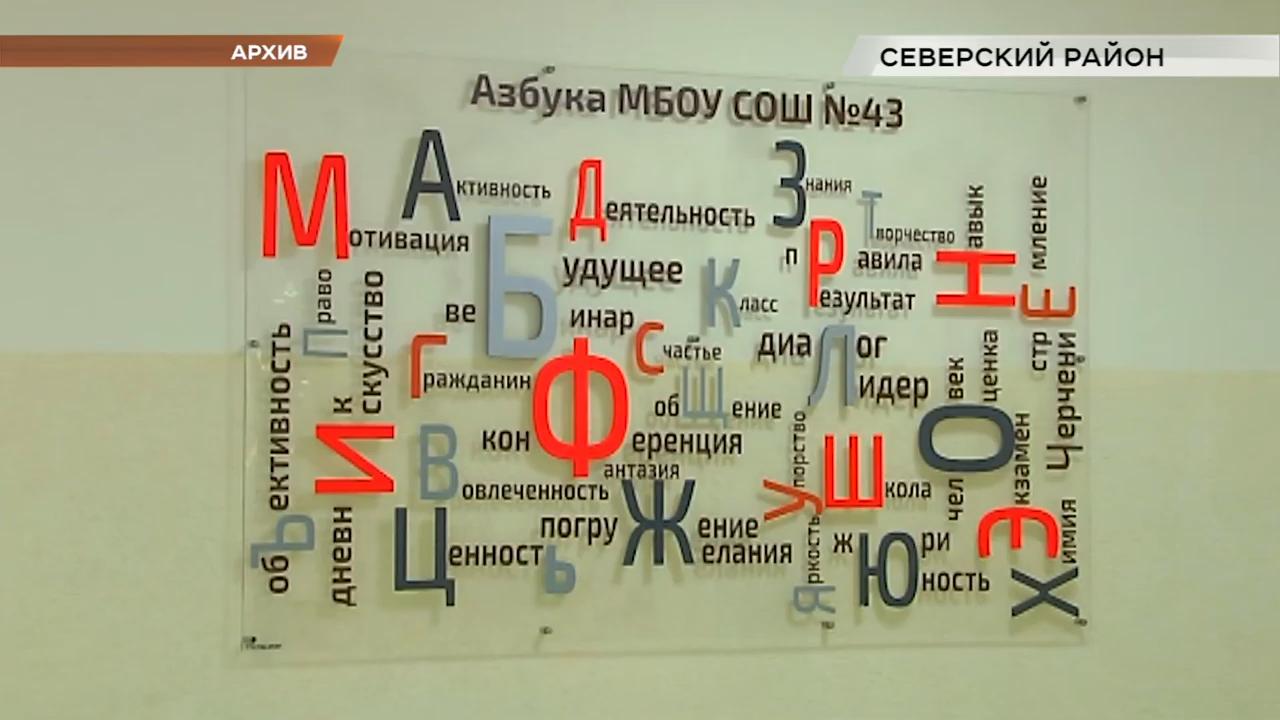 АРХИВ
СЕВЕРСКИЙ РАЙОН
Азбука МБОУ СОШ №43
Мотивация
Активность
Деятельность
Знания
Творчество
Навык
Стремление
Будущее
вебинар
Класс
пРавила
Результат
Право
Искусство
дневнИк
обЪективность
Гражданин
Счастье
диаЛог
Лидер
обЩение
конФеренция
Фантазия
Вовлеченность
ЦенностЬ
погруЖение
Желания
Упорство
Школа
Яркость
жЮри
Юность
челОвек
Оценка
Экзамен
Черчение
Химия